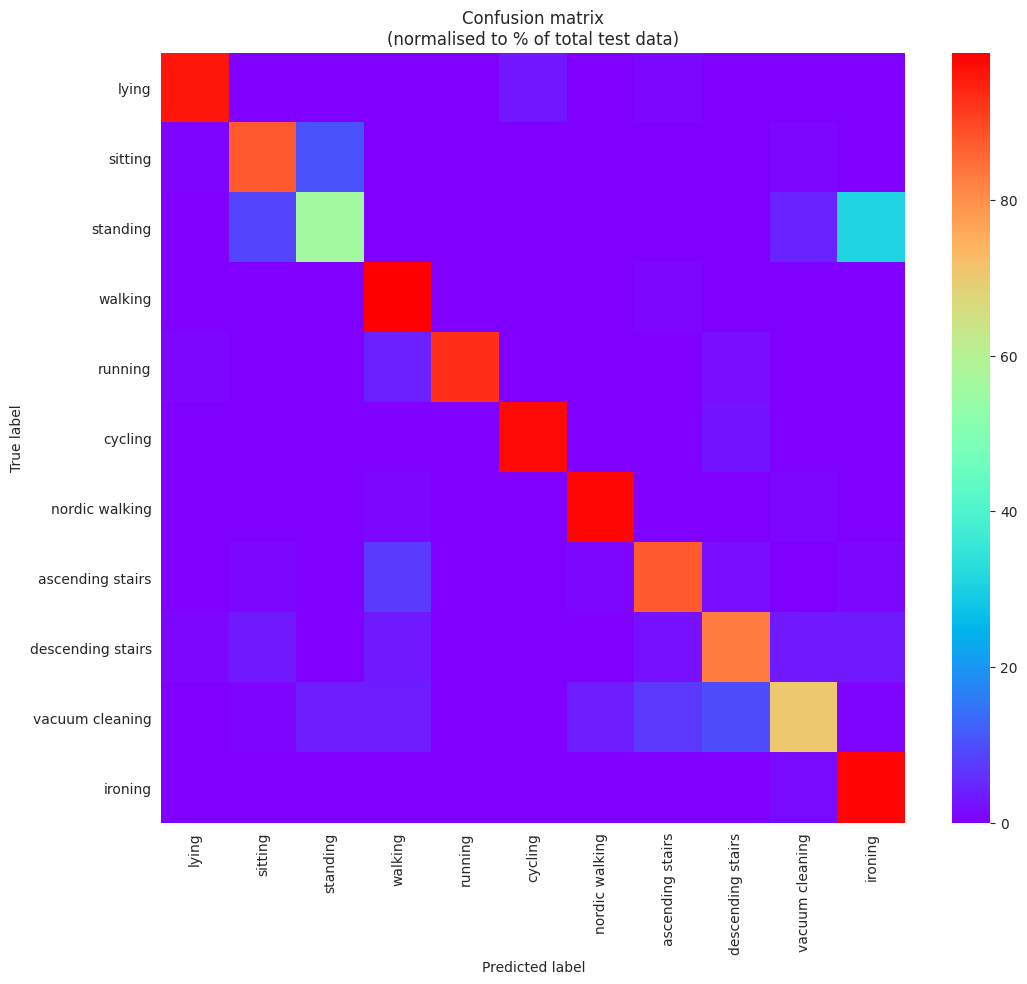 Confusion matrix
(normalised to % of total test data)
True label
lying
sitting
standing
walking
running
cycling
nordic walking
ascending stairs
descending stairs
vacuum cleaning
ironing
80
60
40
20
0
lying
sitting
standing
walking
running
cycling
nordic walking
ascending stairs
descending stairs
vacuum cleaning
ironing
Predicted label